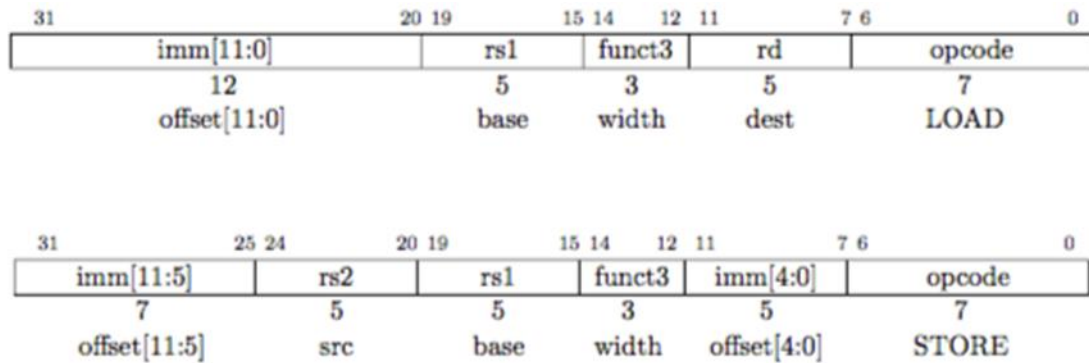 31 20 19 15 14 12 11 7 6 0
imm[11:0] rs1 funct3 rd opcode
12 5 3 5 7
offset[11:0] base width dest LOAD
31 25 24 20 19 15 14 12 11 7 6 0
imm[11:5] rs2 rs1 funct3 imm[4:0] opcode
7 5 5 3 5 7
offset[11:5] src base width offset[4:0] STORE